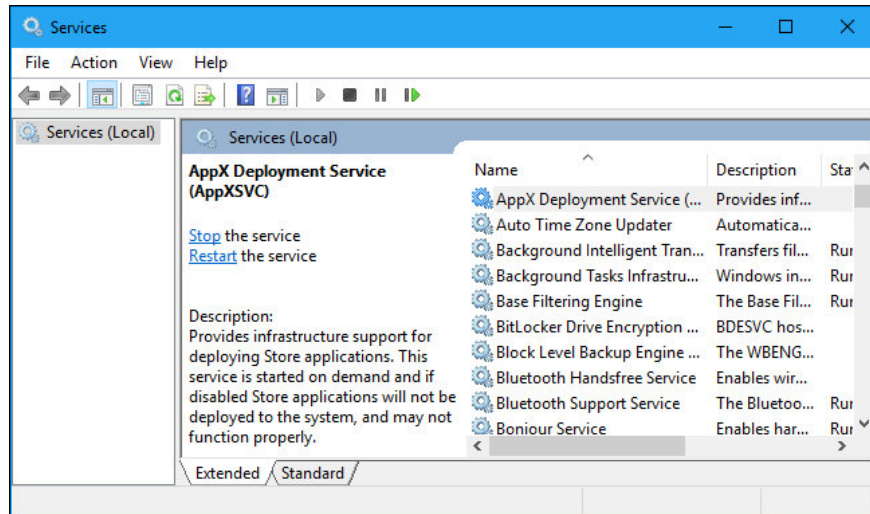 Services
File Action View Help
Services (Local)
Services (Local)
AppX Deployment Service
(AppXSVC)
Stop the service
Restart the service
Description:
Provides infrastructure support for
deploying Store applications. This
service is started on demand and if
disabled Store applications will not be
deployed to the system, and may not
function properly.
Name Description Sta
AppX Deployment Service (... Provides inf...
Auto Time Zone Updater Automatica...
Background Intelligent Tran... Transfers fil... Rur
Background Tasks Infrastru... Windows in... Rur
Base Filtering Engine The Base Fil... Rur
BitLocker Drive Encryption ... BDESVC hos...
Block Level Backup Engine ... The WBENG...
Bluetooth Handsfree Service Enables wir...
Bluetooth Support Service The Bluetoo... Rur
Bonjour Service Enables har... Rur
Extended Standard